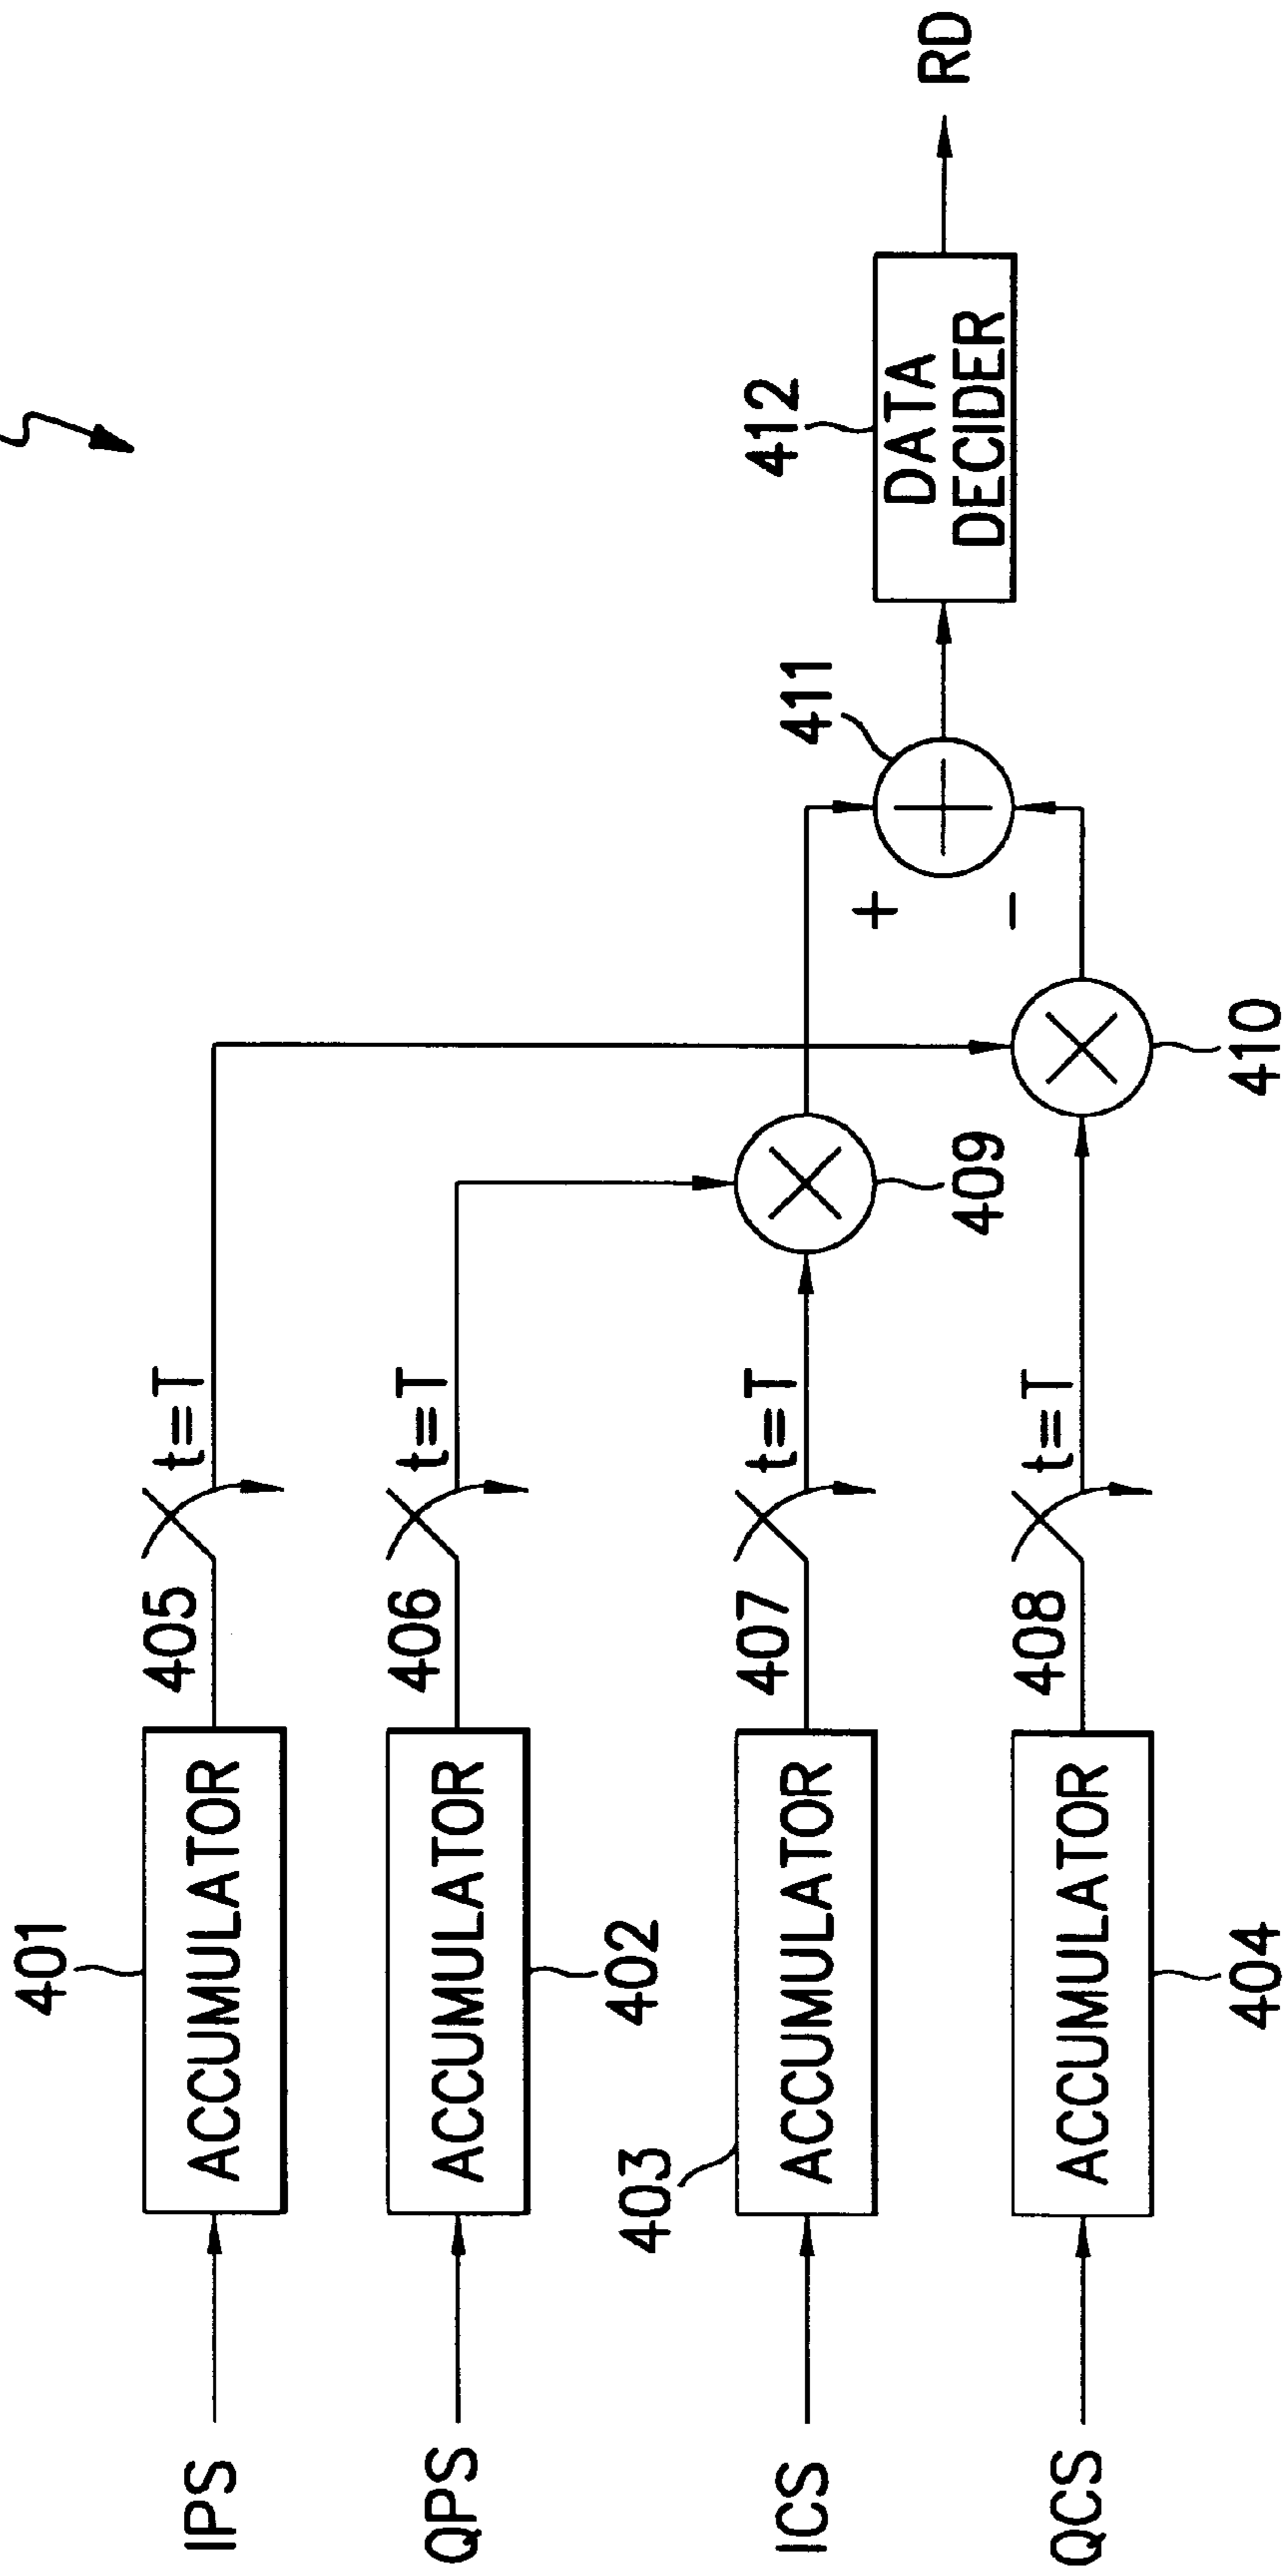 401
IPS
ACCUMULATOR
405
t=T
QPS
ACCUMULATOR
402
406
t=T
403
ICS
ACCUMULATOR
407
t=T
409
411
+
−
412
DATA
DECIDER
RD
QCS
ACCUMULATOR
404
408
t=T
410